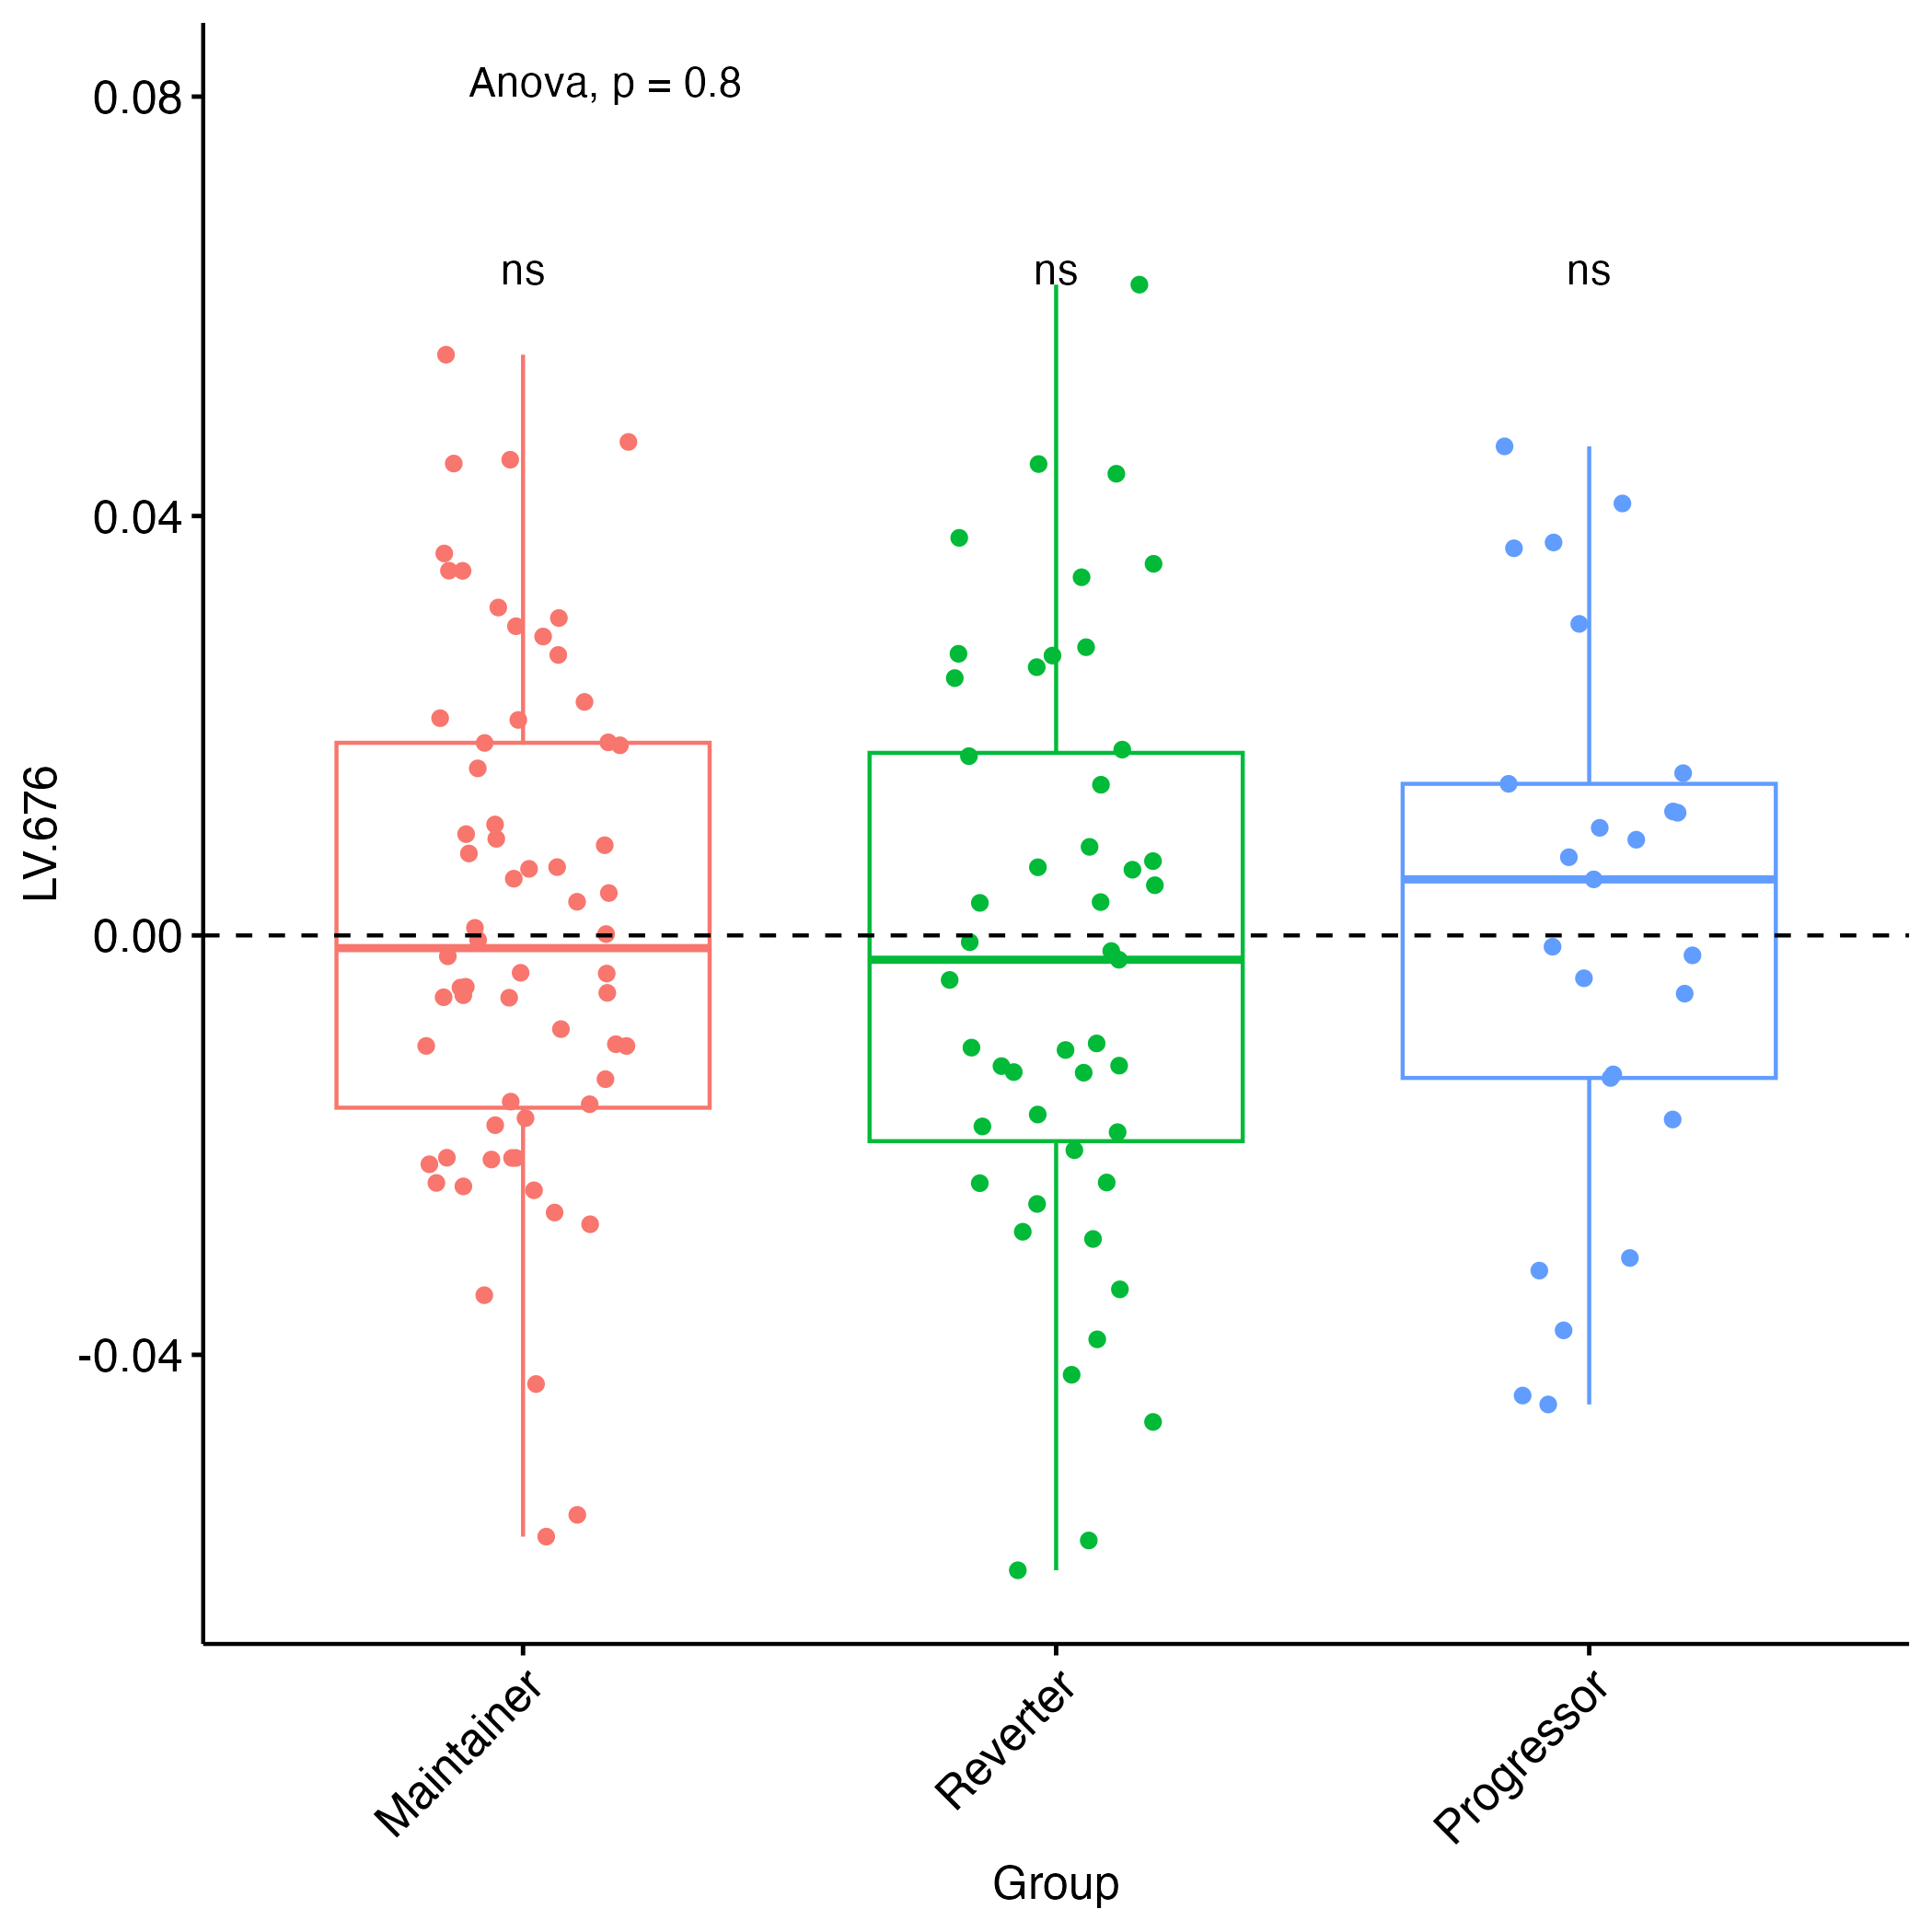 Anova, p = 0.8
0.08
ns
ns
ns
0.04
LV.676
0.00
-0.04
Maintainer
Reverter
Progressor
Group